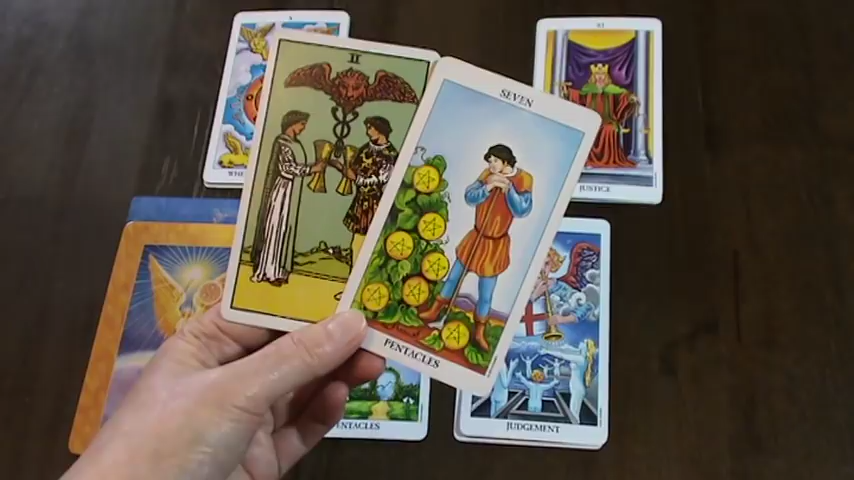 II
SEVEN
PENTACLES
JUSTICE
PENTACLES
JUDGEMENT